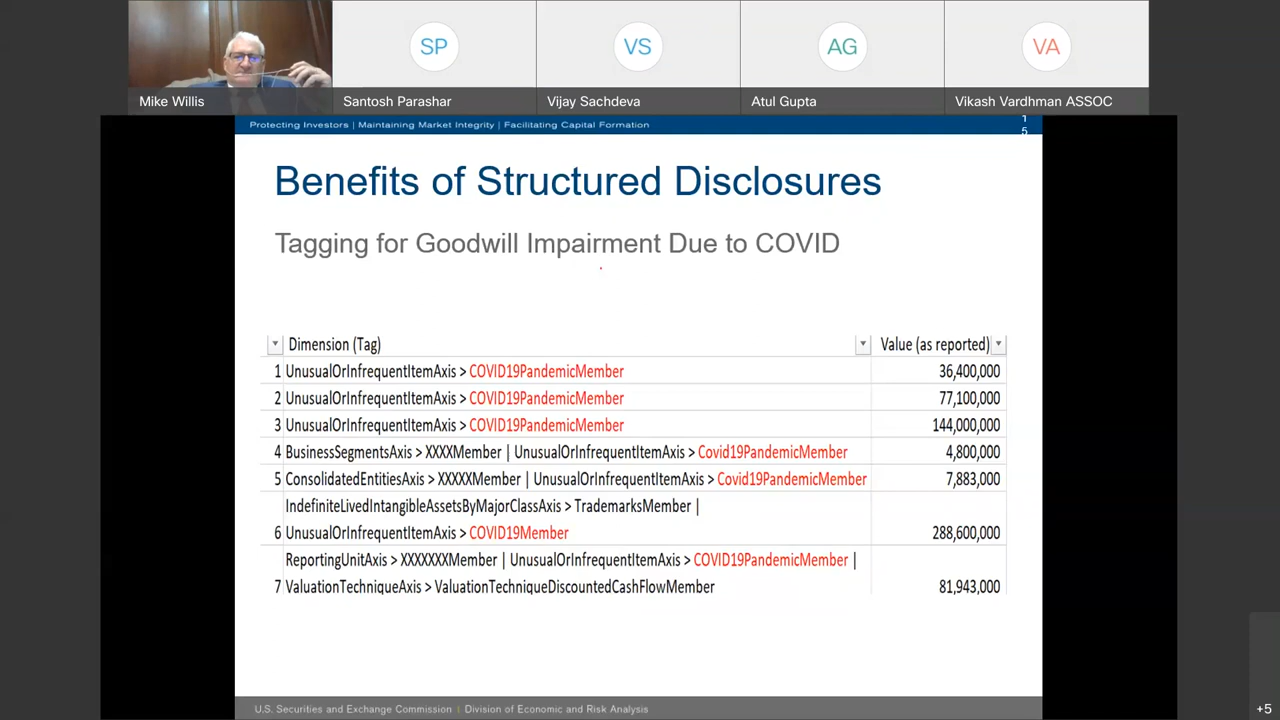 SP
VS
AG
VA
Mike Willis
Santosh Parashar
Vijay Sachdeva
Atul Gupta
Vikash Vardhman ASSOC
Protecting Investors | Maintaining Market Integrity | Facilitating Capital Formation
1
5
Benefits of Structured Disclosures
Tagging for Goodwill Impairment Due to COVID
Dimension (Tag) Value (as reported)
1 UnusualOrInfrequentItemAxis > COVID19PandemicMember 36,400,000
2 UnusualOrInfrequentItemAxis > COVID19PandemicMember 77,100,000
3 UnusualOrInfrequentItemAxis > COVID19PandemicMember 144,000,000
4 BusinessSegmentsAxis > XXXXMember | UnusualOrInfrequentItemAxis > Covid19PandemicMember 4,800,000
5 ConsolidatedEntitiesAxis > XXXXXMember | UnusualOrInfrequentItemAxis > Covid19PandemicMember 7,883,000
IndefiniteLivedIntangibleAssetsByMajorClassAxis > TrademarksMember |
6 UnusualOrInfrequentItemAxis > COVID19Member 288,600,000
ReportingUnitAxis > XXXXXXXMember | UnusualOrInfrequentItemAxis > COVID19PandemicMember |
7 ValuationTechniqueAxis > ValuationTechniqueDiscountedCashFlowMember 81,943,000
U.S. Securities and Exchange Commission | Division of Economic and Risk Analysis
+5